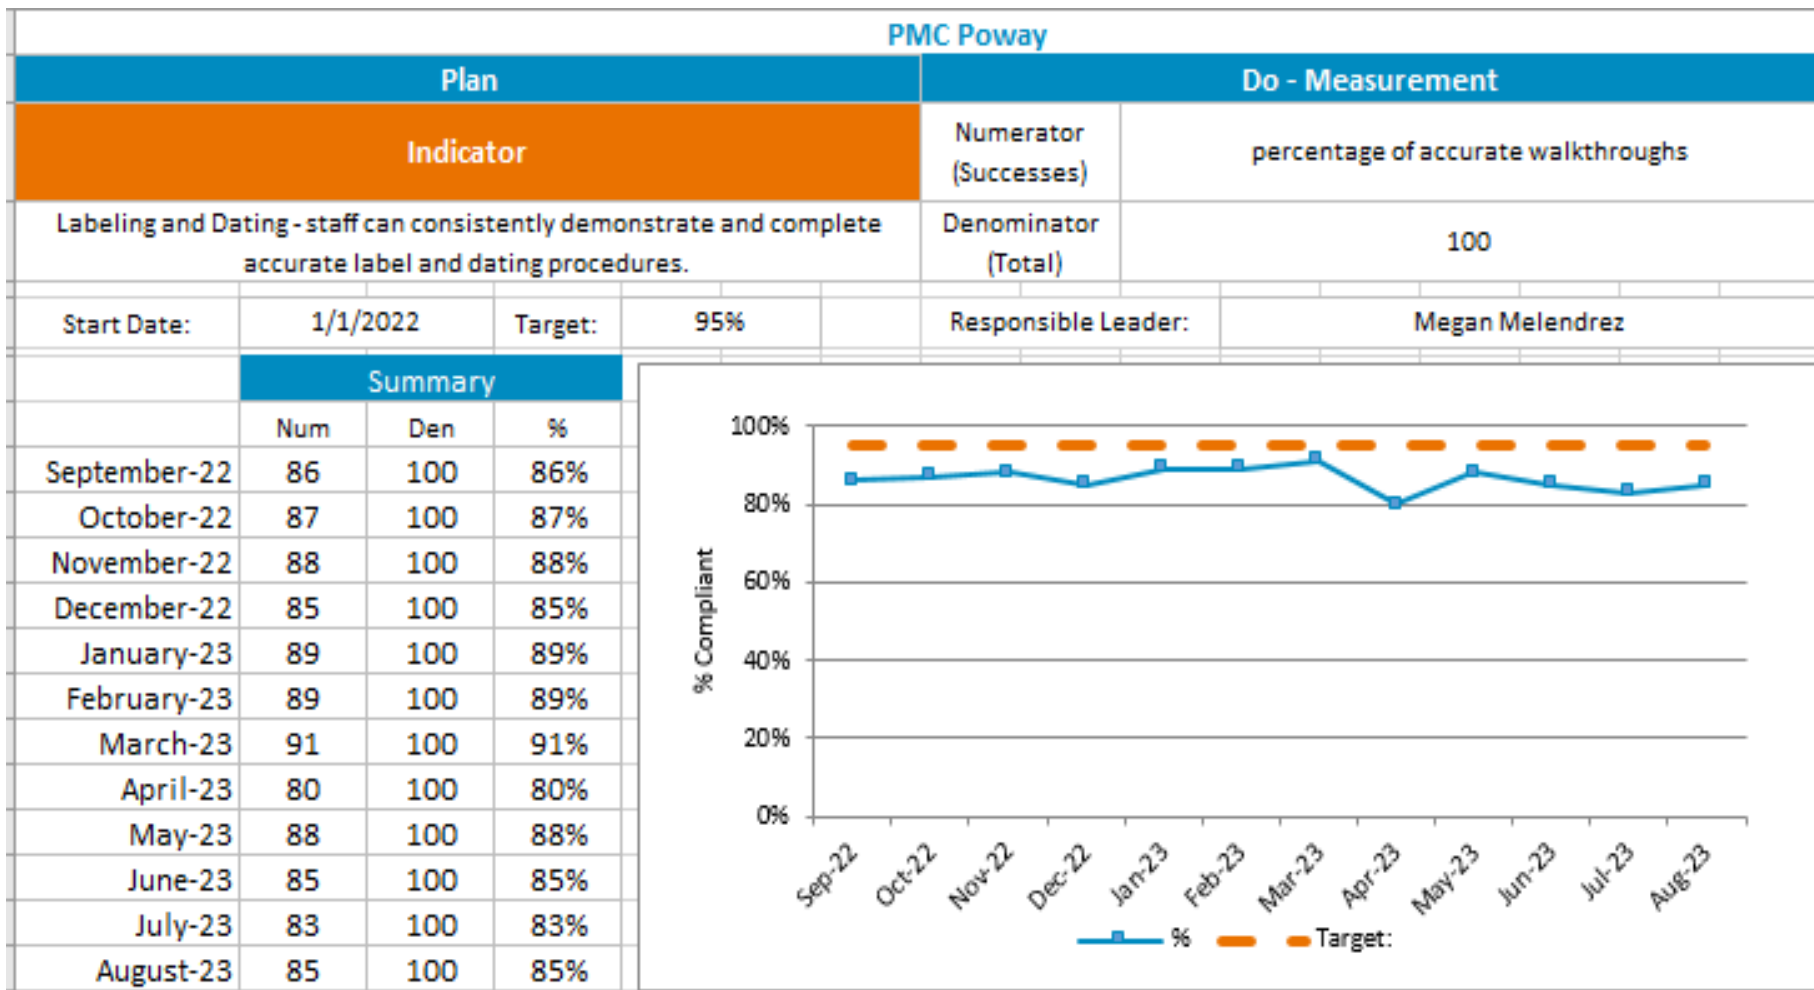 PMC Poway
Plan
Do - Measurement
Indicator
Numerator
(Successes)
percentage of accurate walkthroughs
Labeling and Dating - staff can consistently demonstrate and complete
accurate label and dating procedures.
Denominator
(Total)
100
Start Date: 1/1/2022 Target: 95% Responsible Leader: Megan Melendrez
Summary
Num Den %
September-22 86 100 86%
October-22 87 100 87%
November-22 88 100 88%
December-22 85 100 85%
January-23 89 100 89%
February-23 89 100 89%
March-23 91 100 91%
April-23 80 100 80%
May-23 88 100 88%
June-23 85 100 85%
July-23 83 100 83%
August-23 85 100 85%
% Compliant
100%
80%
60%
40%
20%
0%
Sep-22 Oct-22 Nov-22 Dec-22 Jan-23 Feb-23 Mar-23 Apr-23 May-23 Jun-23 Jul-23 Aug-23
% Target: